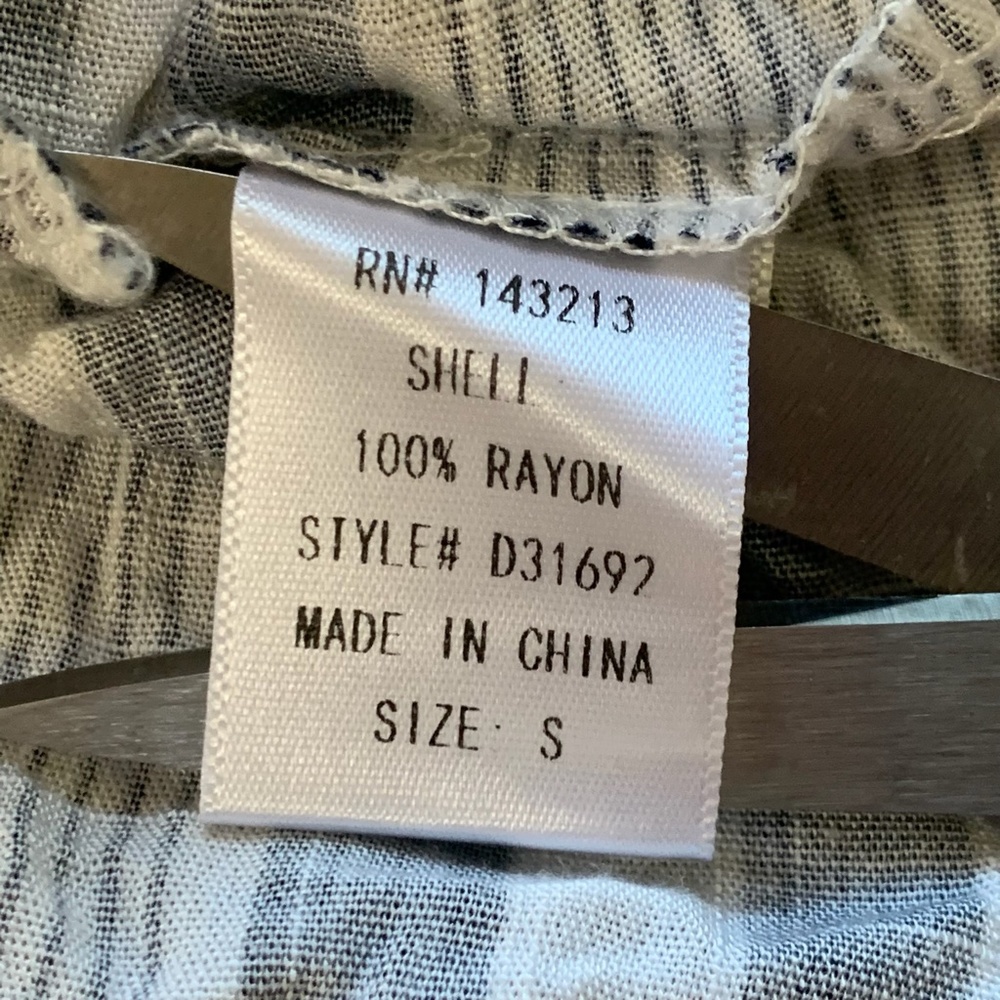 RN# 143213
SHELL
100% RAYON
STYLE# D31692
MADE IN CHINA
SIZE: S